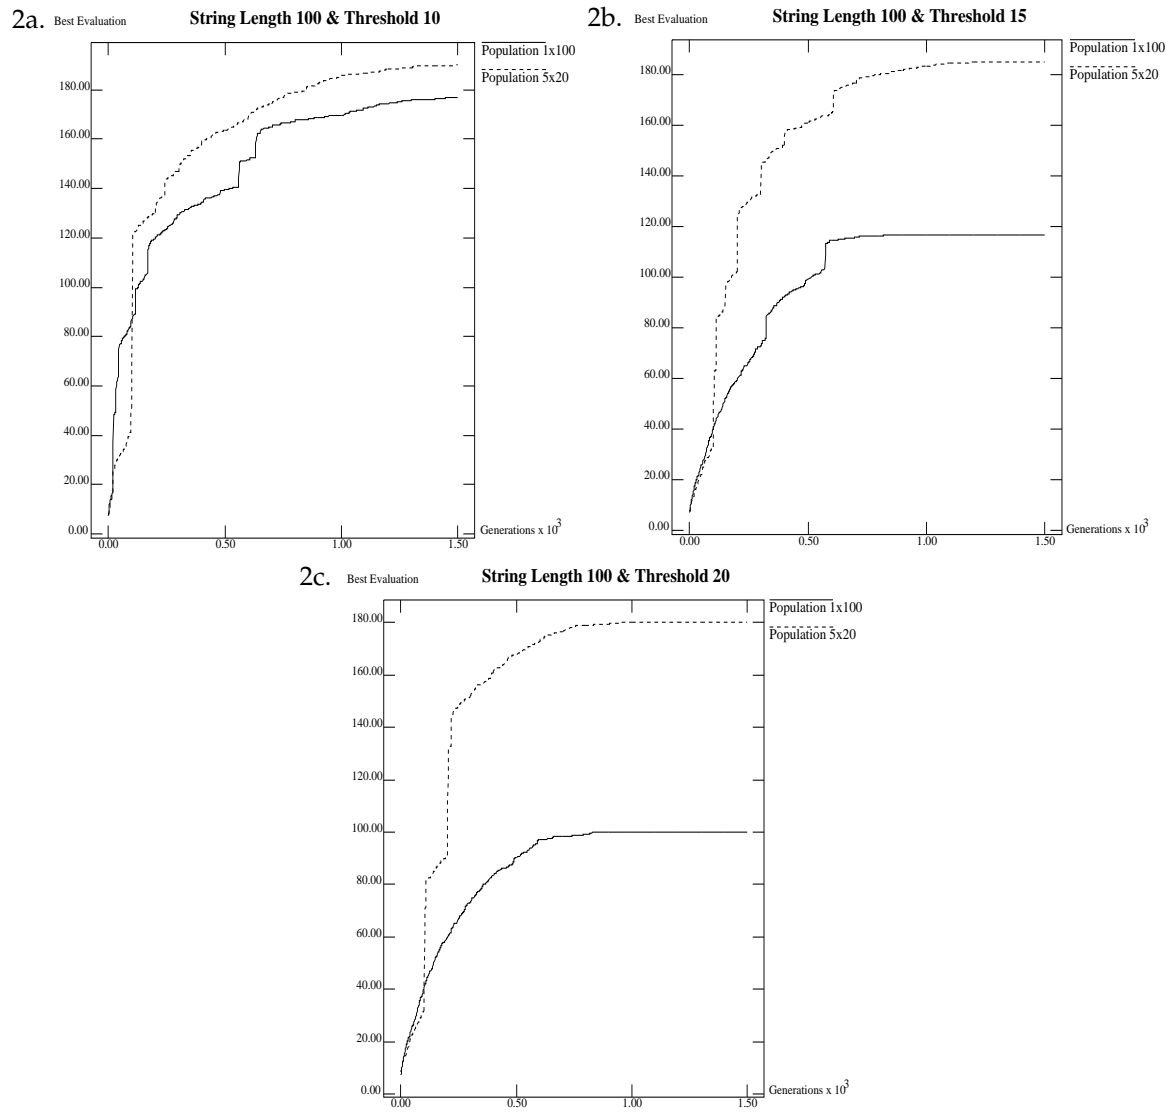 2a. Best Evaluation String Length 100 & Threshold 10
Population 1x100
Population 5x20
180.00
160.00
140.00
120.00
100.00
80.00
60.00
40.00
20.00
0.00
Generations x 10^3
0.00 0.50 1.00 1.50
2b. Best Evaluation String Length 100 & Threshold 15
Population 1x100
Population 5x20
180.00
160.00
140.00
120.00
100.00
80.00
60.00
40.00
20.00
0.00
Generations x 10^3
0.00 0.50 1.00 1.50
2c. Best Evaluation String Length 100 & Threshold 20
Population 1x100
Population 5x20
180.00
160.00
140.00
120.00
100.00
80.00
60.00
40.00
20.00
0.00
Generations x 10^3
0.00 0.50 1.00 1.50